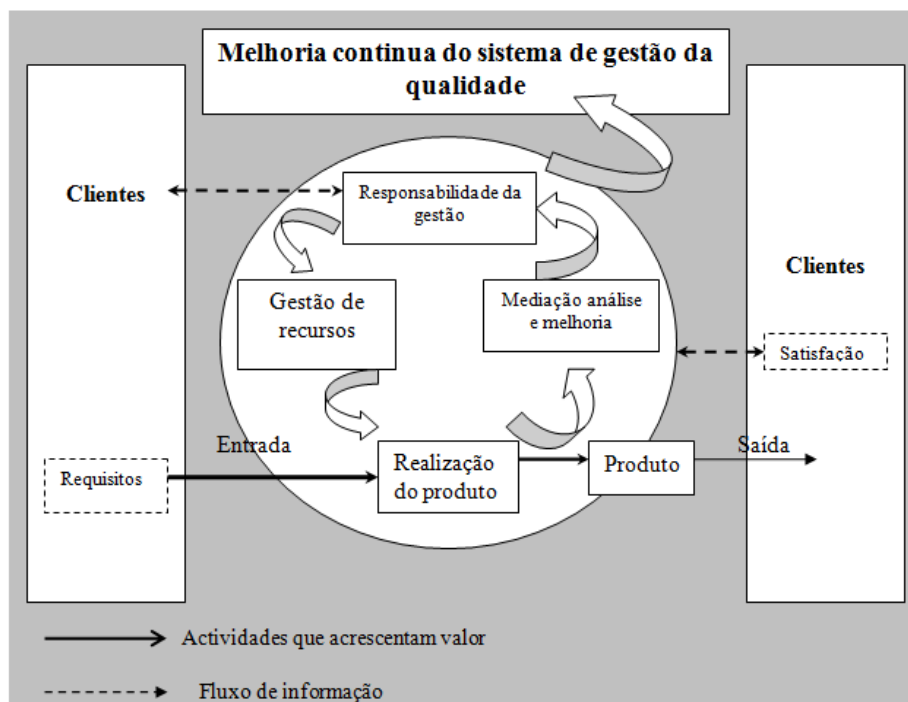 Melhoria continua do sistema de gestão da
qualidade
Clientes
Responsabilidade da
gestão
Clientes
Gestão de
recursos
Mediação análise
e melhoria
Satisfação
Entrada
Saída
Requisitos
Realização
do produto
Produto
Actividades que acrescentam valor
Fluxo de informação